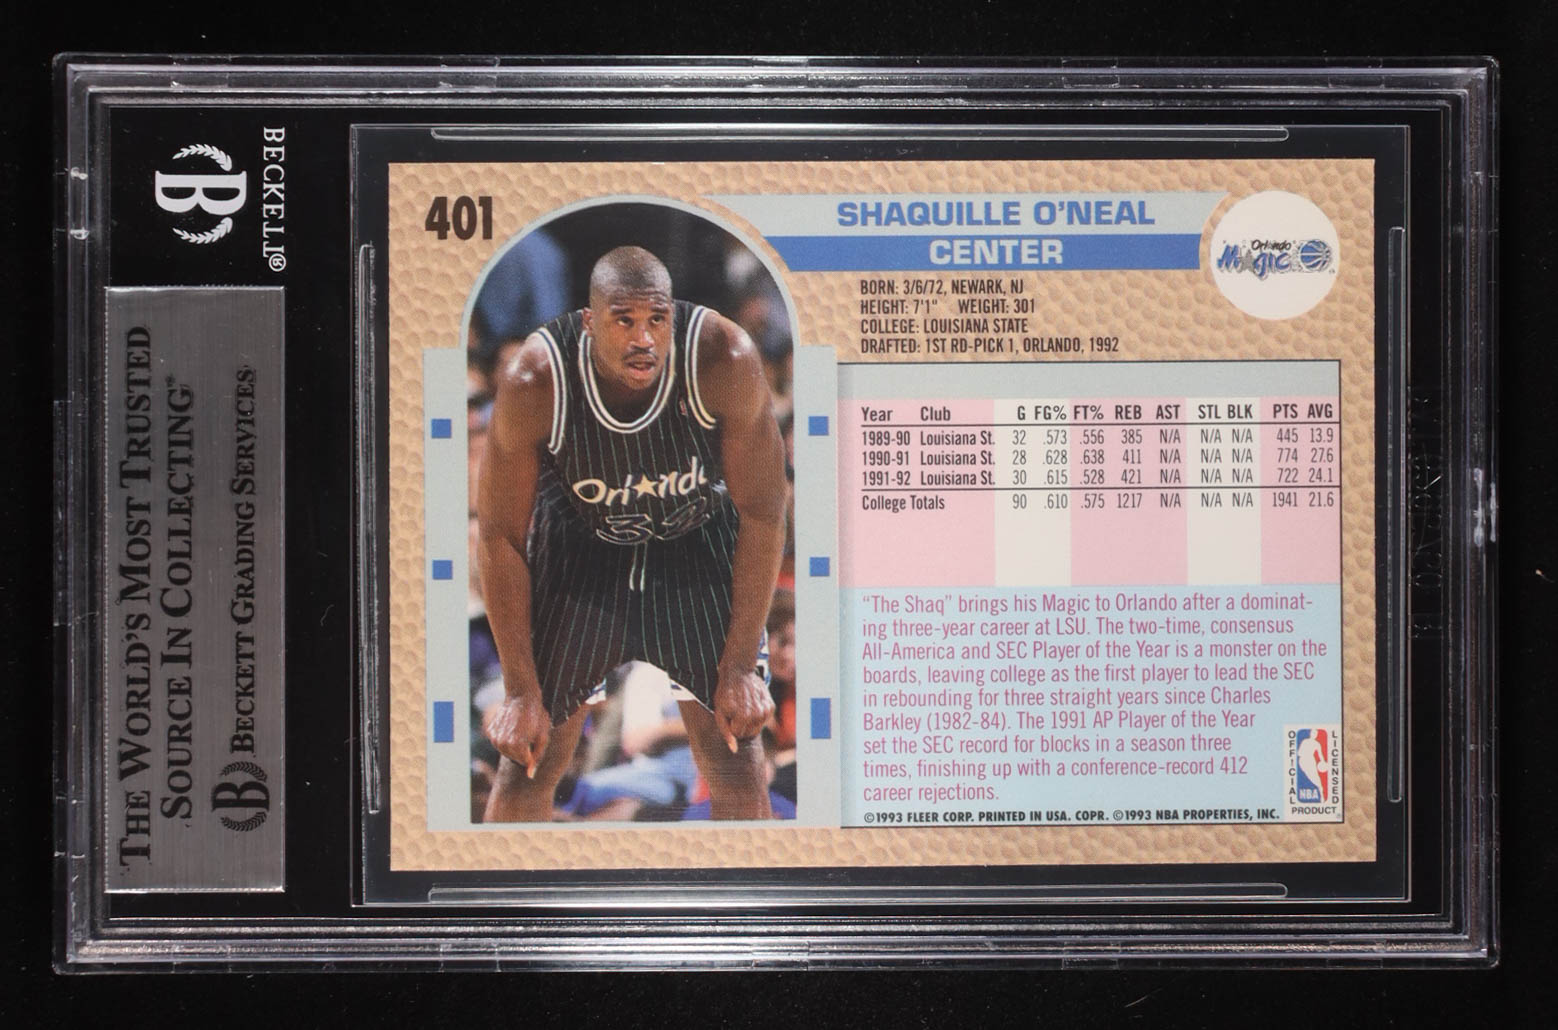 BECKETT®
B
THE WORLD'S MOST TRUSTED
SOURCE IN COLLECTING™
B BECKETT GRADING SERVICES
401
SHAQUILLE O'NEAL
CENTER
Orlando
MAGIC
BORN: 3/6/72, NEWARK, NJ
HEIGHT: 7'1" WEIGHT: 301
COLLEGE: LOUISIANA STATE
DRAFTED: 1ST RD-PICK 1, ORLANDO, 1992
Orlando
32
Year Club G FG% FT% REB AST STL BLK PTS AVG
1989-90 Louisiana St. 32 .573 .556 385 N/A N/A N/A 445 13.9
1990-91 Louisiana St. 28 .628 .638 411 N/A N/A N/A 774 27.6
1991-92 Louisiana St. 30 .615 .528 421 N/A N/A N/A 722 24.1
College Totals 90 .610 .575 1217 N/A N/A N/A 1941 21.6
"The Shaq" brings his Magic to Orlando after a dominat-
ing three-year career at LSU. The two-time, consensus
All-America and SEC Player of the Year is a monster on the
boards, leaving college as the first player to lead the SEC
in rebounding for three straight years since Charles
Barkley (1982-84). The 1991 AP Player of the Year
set the SEC record for blocks in a season three
times, finishing up with a conference-record 412
career rejections.
OFFICIAL
LICENSED
NBA
PRODUCT
©1993 FLEER CORP. PRINTED IN USA. COPR. ©1993 NBA PROPERTIES, INC.